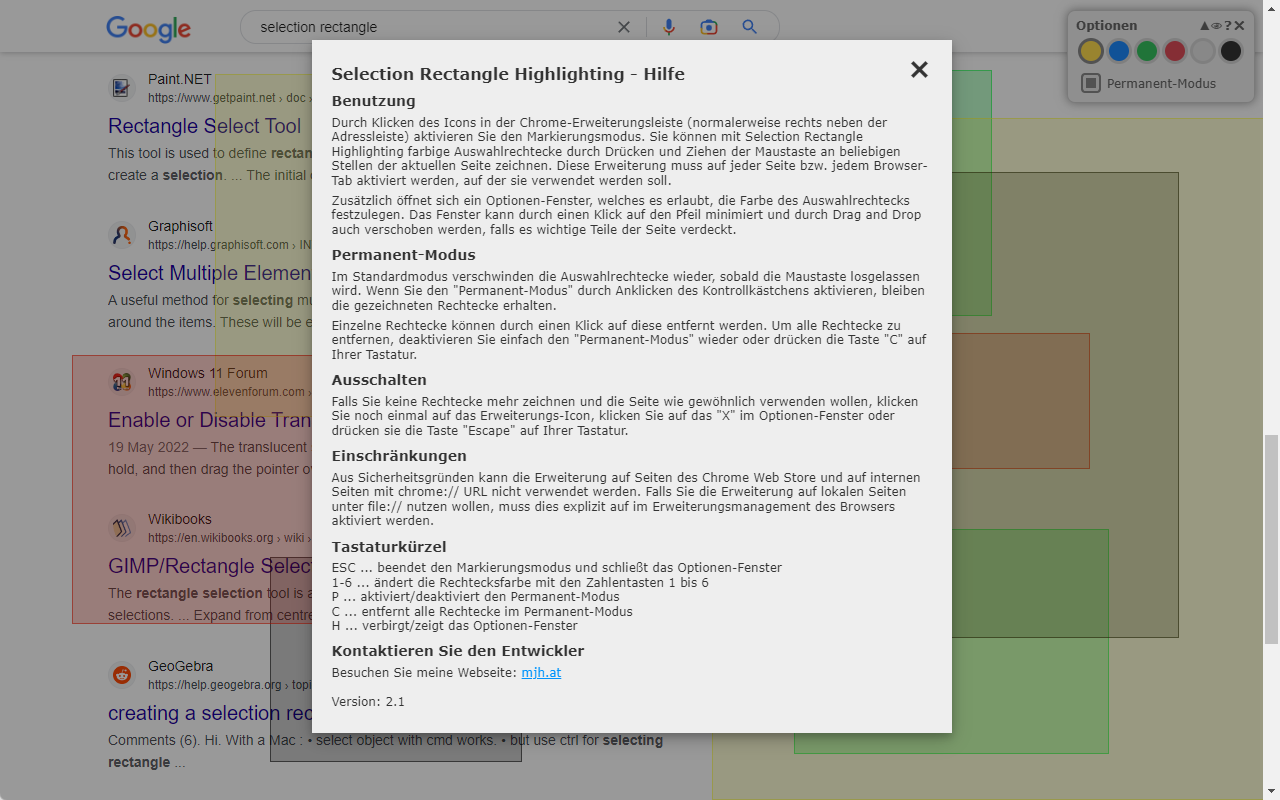 Google
selection rectangle
Optionen
Permanent-Modus
Paint.NET
https://www.getpaint.net › doc ›
Rectangle Select Tool
This tool is used to define rectan
create a selection. ... The initial
Graphisoft
https://help.graphisoft.com › IN
Select Multiple Elemen
A useful method for selecting mu
around the items. These will be e
Windows 11 Forum
https://www.elevenforum.com ›
Enable or Disable Tran
19 May 2022 — The translucent
hold, and then drag the pointer ov
Wikibooks
https://en.wikibooks.org › wiki ›
GIMP/Rectangle Selec
The rectangle selection tool is a
selections. ... Expand from centre
GeoGebra
https://help.geogebra.org › topi
creating a selection rec
Comments (6). Hi. With a Mac : • select object with cmd works. • but use ctrl for selecting
rectangle ...
Selection Rectangle Highlighting - Hilfe
Benutzung
Durch Klicken des Icons in der Chrome-Erweiterungsleiste (normalerweise rechts neben der
Adressleiste) aktivieren Sie den Markierungsmodus. Sie können mit Selection Rectangle
Highlighting farbige Auswahlrechtecke durch Drücken und Ziehen der Maustaste an beliebigen
Stellen der aktuellen Seite zeichnen. Diese Erweiterung muss auf jeder Seite bzw. jedem Browser-
Tab aktiviert werden, auf der sie verwendet werden soll.
Zusätzlich öffnet sich ein Optionen-Fenster, welches es erlaubt, die Farbe des Auswahlrechtecks
festzulegen. Das Fenster kann durch einen Klick auf den Pfeil minimiert und durch Drag and Drop
auch verschoben werden, falls es wichtige Teile der Seite verdeckt.
Permanent-Modus
Im Standardmodus verschwinden die Auswahlrechtecke wieder, sobald die Maustaste losgelassen
wird. Wenn Sie den "Permanent-Modus" durch Anklicken des Kontrollkästchens aktivieren, bleiben
die gezeichneten Rechtecke erhalten.
Einzelne Rechtecke können durch einen Klick auf diese entfernt werden. Um alle Rechtecke zu
entfernen, deaktivieren Sie einfach den "Permanent-Modus" wieder oder drücken die Taste "C" auf
Ihrer Tastatur.
Ausschalten
Falls Sie keine Rechtecke mehr zeichnen und die Seite wie gewöhnlich verwenden wollen, klicken
Sie noch einmal auf das Erweiterungs-Icon, klicken Sie auf das "X" im Optionen-Fenster oder
drücken sie die Taste "Escape" auf Ihrer Tastatur.
Einschränkungen
Aus Sicherheitsgründen kann die Erweiterung auf Seiten des Chrome Web Store und auf internen
Seiten mit chrome:// URL nicht verwendet werden. Falls Sie die Erweiterung auf lokalen Seiten
unter file:// nutzen wollen, muss dies explizit auf im Erweiterungsmanagement des Browsers
aktiviert werden.
Tastaturkürzel
ESC ... beendet den Markierungsmodus und schließt das Optionen-Fenster
1-6 ... ändert die Rechtecksfarbe mit den Zahlentasten 1 bis 6
P ... aktiviert/deaktiviert den Permanent-Modus
C ... entfernt alle Rechtecke im Permanent-Modus
H ... verbirgt/zeigt das Optionen-Fenster
Kontaktieren Sie den Entwickler
Besuchen Sie meine Webseite: mjh.at
Version: 2.1